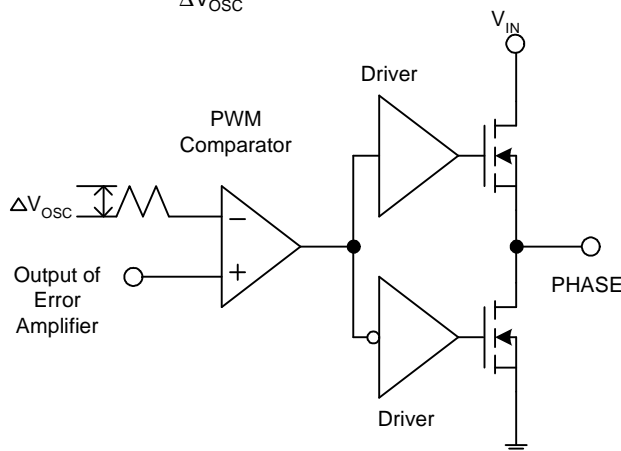 ΔV_OSC
V_IN
Driver
PWM
Comparator
ΔV_OSC
−
+
Output of
Error
Amplifier
PHASE
Driver